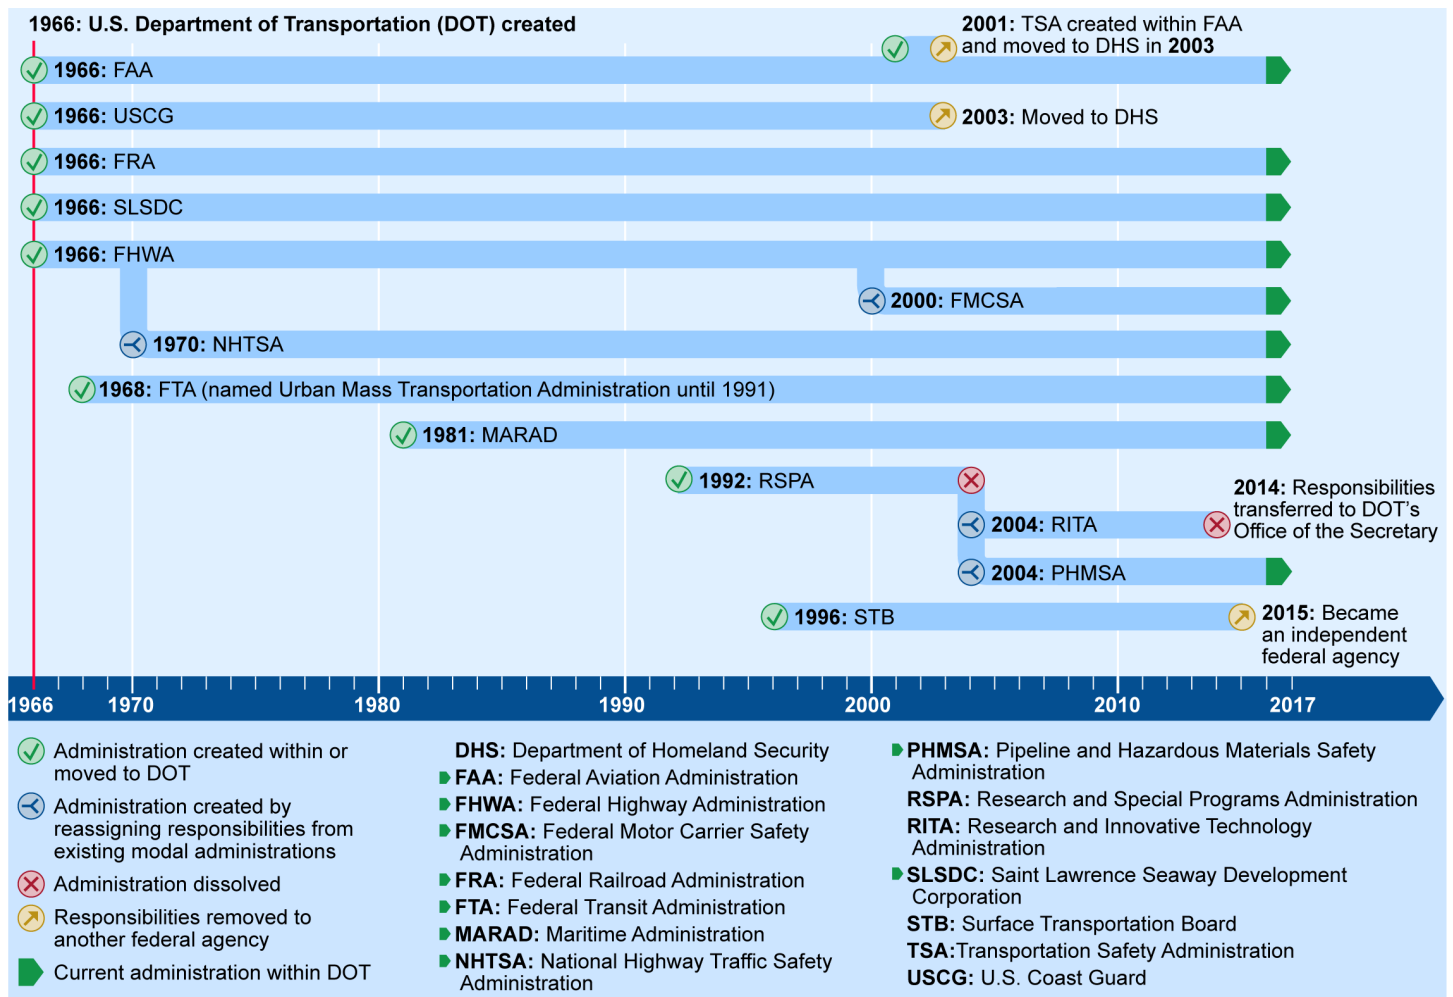 1966: U.S. Department of Transportation (DOT) created
2001: TSA created within FAA
and moved to DHS in 2003
1966: FAA
1966: USCG
2003: Moved to DHS
1966: FRA
1966: SLSDC
1966: FHWA
2000: FMCSA
1970: NHTSA
1968: FTA (named Urban Mass Transportation Administration until 1991)
1981: MARAD
1992: RSPA
2014: Responsibilities
transferred to DOT's
Office of the Secretary
2004: RITA
2004: PHMSA
1996: STB
2015: Became
an independent
federal agency
1966 1970 1980 1990 2000 2010 2017
Administration created within or
moved to DOT
Administration created by
reassigning responsibilities from
existing modal administrations
Administration dissolved
Responsibilities removed to
another federal agency
Current administration within DOT
DHS: Department of Homeland Security
FAA: Federal Aviation Administration
FHWA: Federal Highway Administration
FMCSA: Federal Motor Carrier Safety
Administration
FRA: Federal Railroad Administration
FTA: Federal Transit Administration
MARAD: Maritime Administration
NHTSA: National Highway Traffic Safety
Administration
PHMSA: Pipeline and Hazardous Materials Safety
Administration
RSPA: Research and Special Programs Administration
RITA: Research and Innovative Technology
Administration
SLSDC: Saint Lawrence Seaway Development
Corporation
STB: Surface Transportation Board
TSA:Transportation Safety Administration
USCG: U.S. Coast Guard